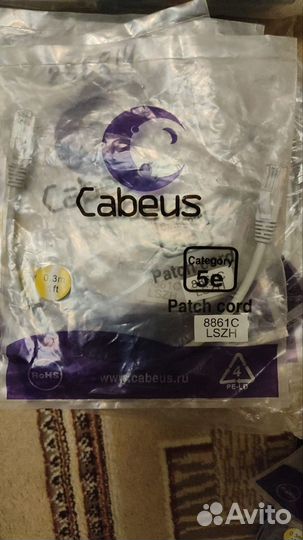 Cabeus
Category
5e
Patch cord
8861C
LSZH
0.3m
ft
RoHS
www.cabeus.ru
4
PE-LD
Avito